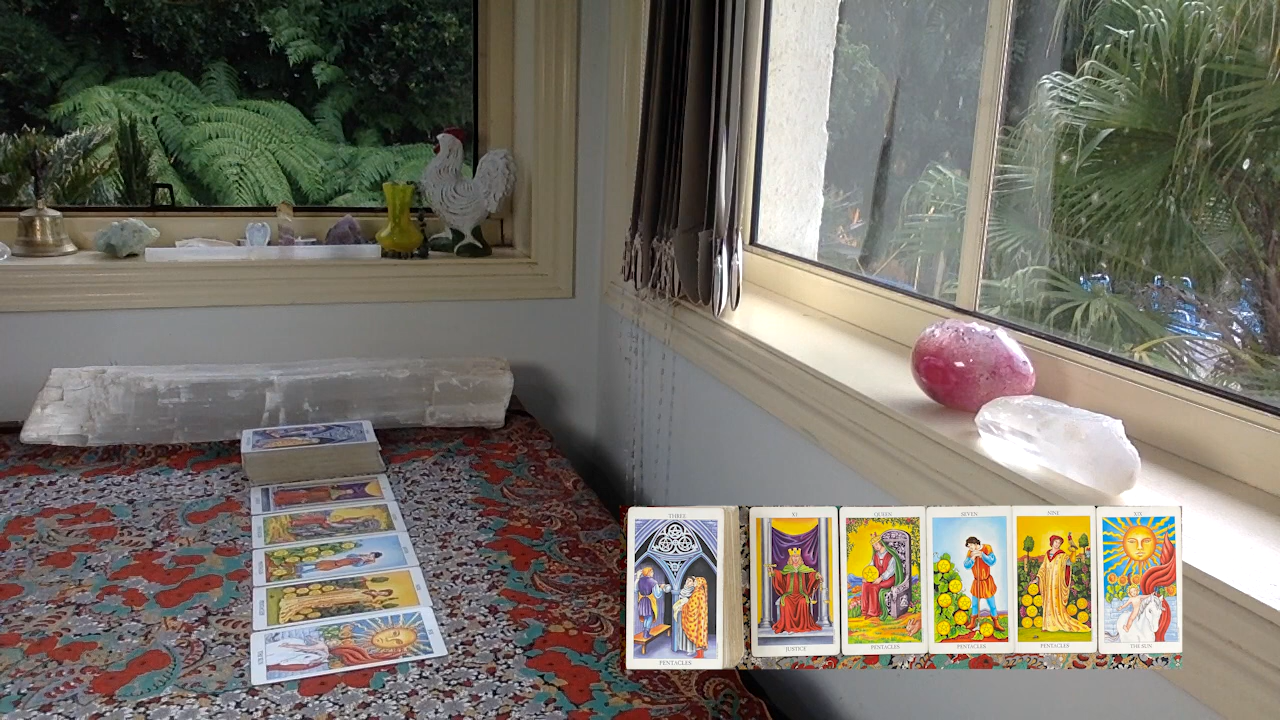 THREE
PENTACLES
XI
JUSTICE
QUEEN
PENTACLES
SEVEN
PENTACLES
NINE
PENTACLES
XIX
THE SUN